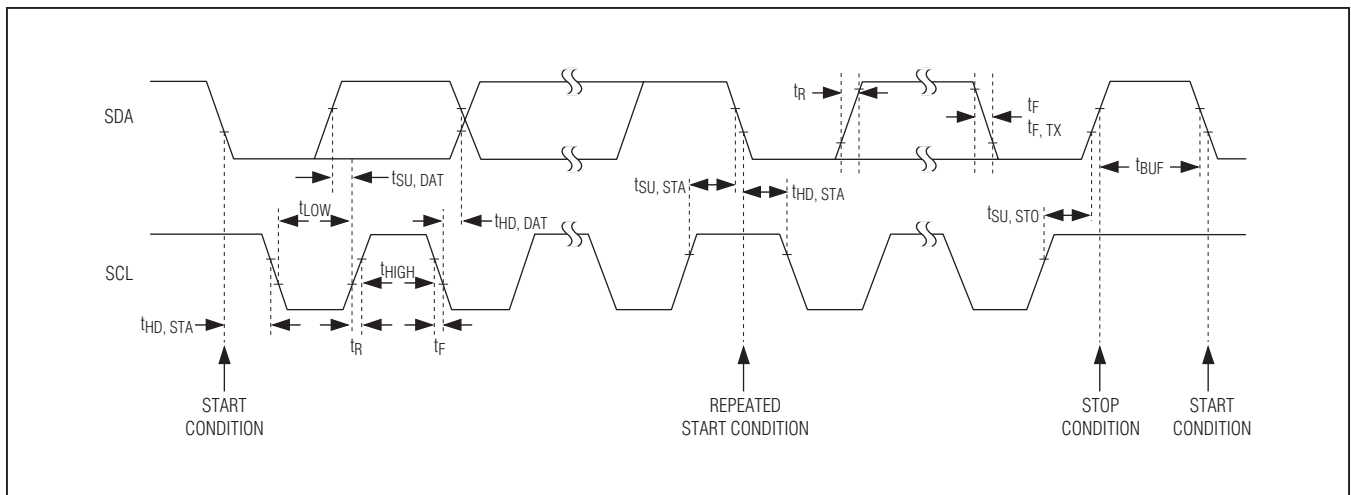 SDA
tR
tF
tF, TX
tSU, DAT
tSU, STA
tHD, STA
tBUF
tLOW
tHD, DAT
tSU, STO
SCL
tHIGH
tHD, STA
tR
tF
START
CONDITION
REPEATED
START CONDITION
STOP
CONDITION
START
CONDITION